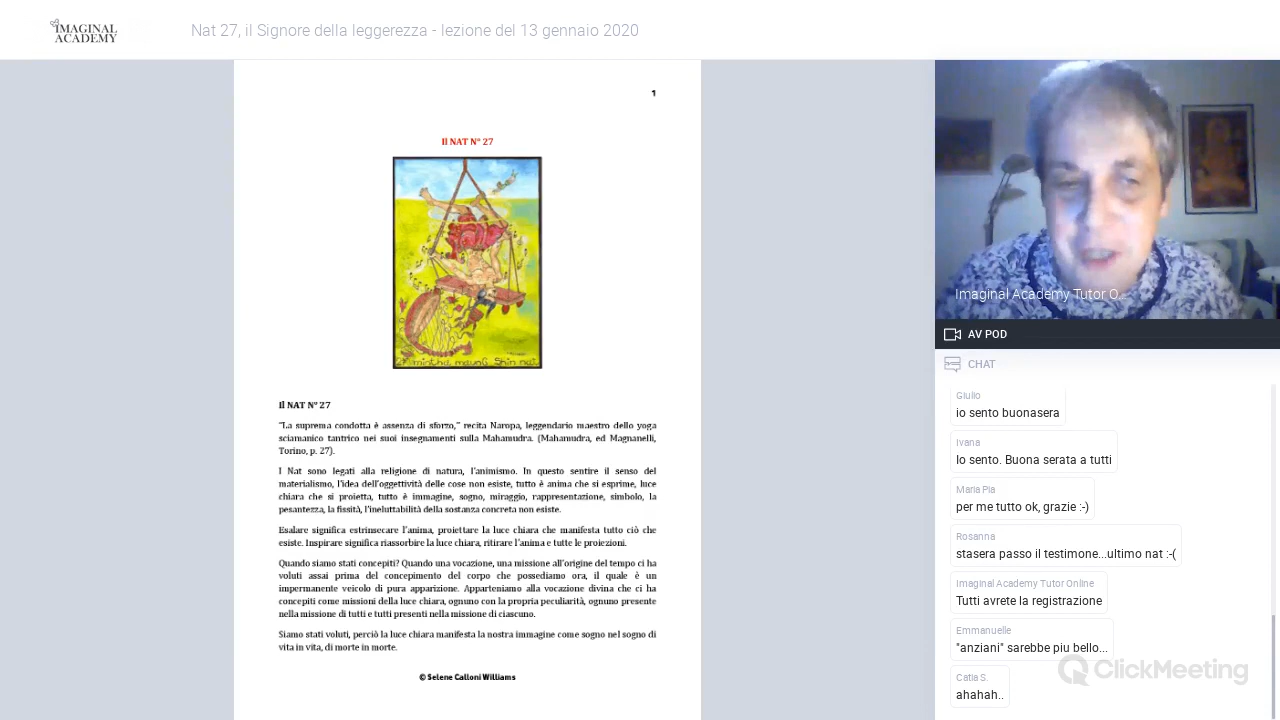 IMAGINAL
ACADEMY
Nat 27, il Signore della leggerezza - lezione del 13 gennaio 2020
1
Il NAT N° 27
27 mintha maung shin nat
Il NAT N° 27
"La suprema condotta è assenza di sforzo," recita Naropa, leggendario maestro dello yoga
sciamanico tantrico nei suoi insegnamenti sulla Mahamudra. (Mahamudra, ed Magnanelli,
Torino, p. 27).
I Nat sono legati alla religione di natura, l'animismo. In questo sentire il senso del
materialismo, l'idea dell'oggettività delle cose non esiste, tutto è anima che si esprime, luce
chiara che si proietta, tutto è immagine, sogno, miraggio, rappresentazione, simbolo, la
pesantezza, la fissità, l'ineluttabilità della sostanza concreta non esiste.
Esalare significa estrinsecare l'anima, proiettare la luce chiara che manifesta tutto ciò che
esiste. Inspirare significa riassorbire la luce chiara, ritirare l'anima e tutte le proiezioni.
Quando siamo stati concepiti? Quando una vocazione, una missione all'origine del tempo ci ha
voluti assai prima del concepimento del corpo che possediamo ora, il quale è un
impermanente veicolo di pura apparizione. Apparteniamo alla vocazione divina che ci ha
concepiti come missioni della luce chiara, ognuno con la propria peculiarità, ognuno presente
nella missione di tutti e tutti presenti nella missione di ciascuno.
Siamo stati voluti, perciò la luce chiara manifesta la nostra immagine come sogno nel sogno di
vita in vita, di morte in morte.
© Selene Calloni Williams
Imaginal Academy Tutor O...
AV POD
CHAT
Giulio
io sento buonasera
Ivana
Io sento. Buona serata a tutti
Maria Pia
per me tutto ok, grazie :-)
Rosanna
stasera passo il testimone...ultimo nat :-(
Imaginal Academy Tutor Online
Tutti avrete la registrazione
Emmanuelle
"anziani" sarebbe piu bello...
Catia S.
ahahah..
ClickMeeting